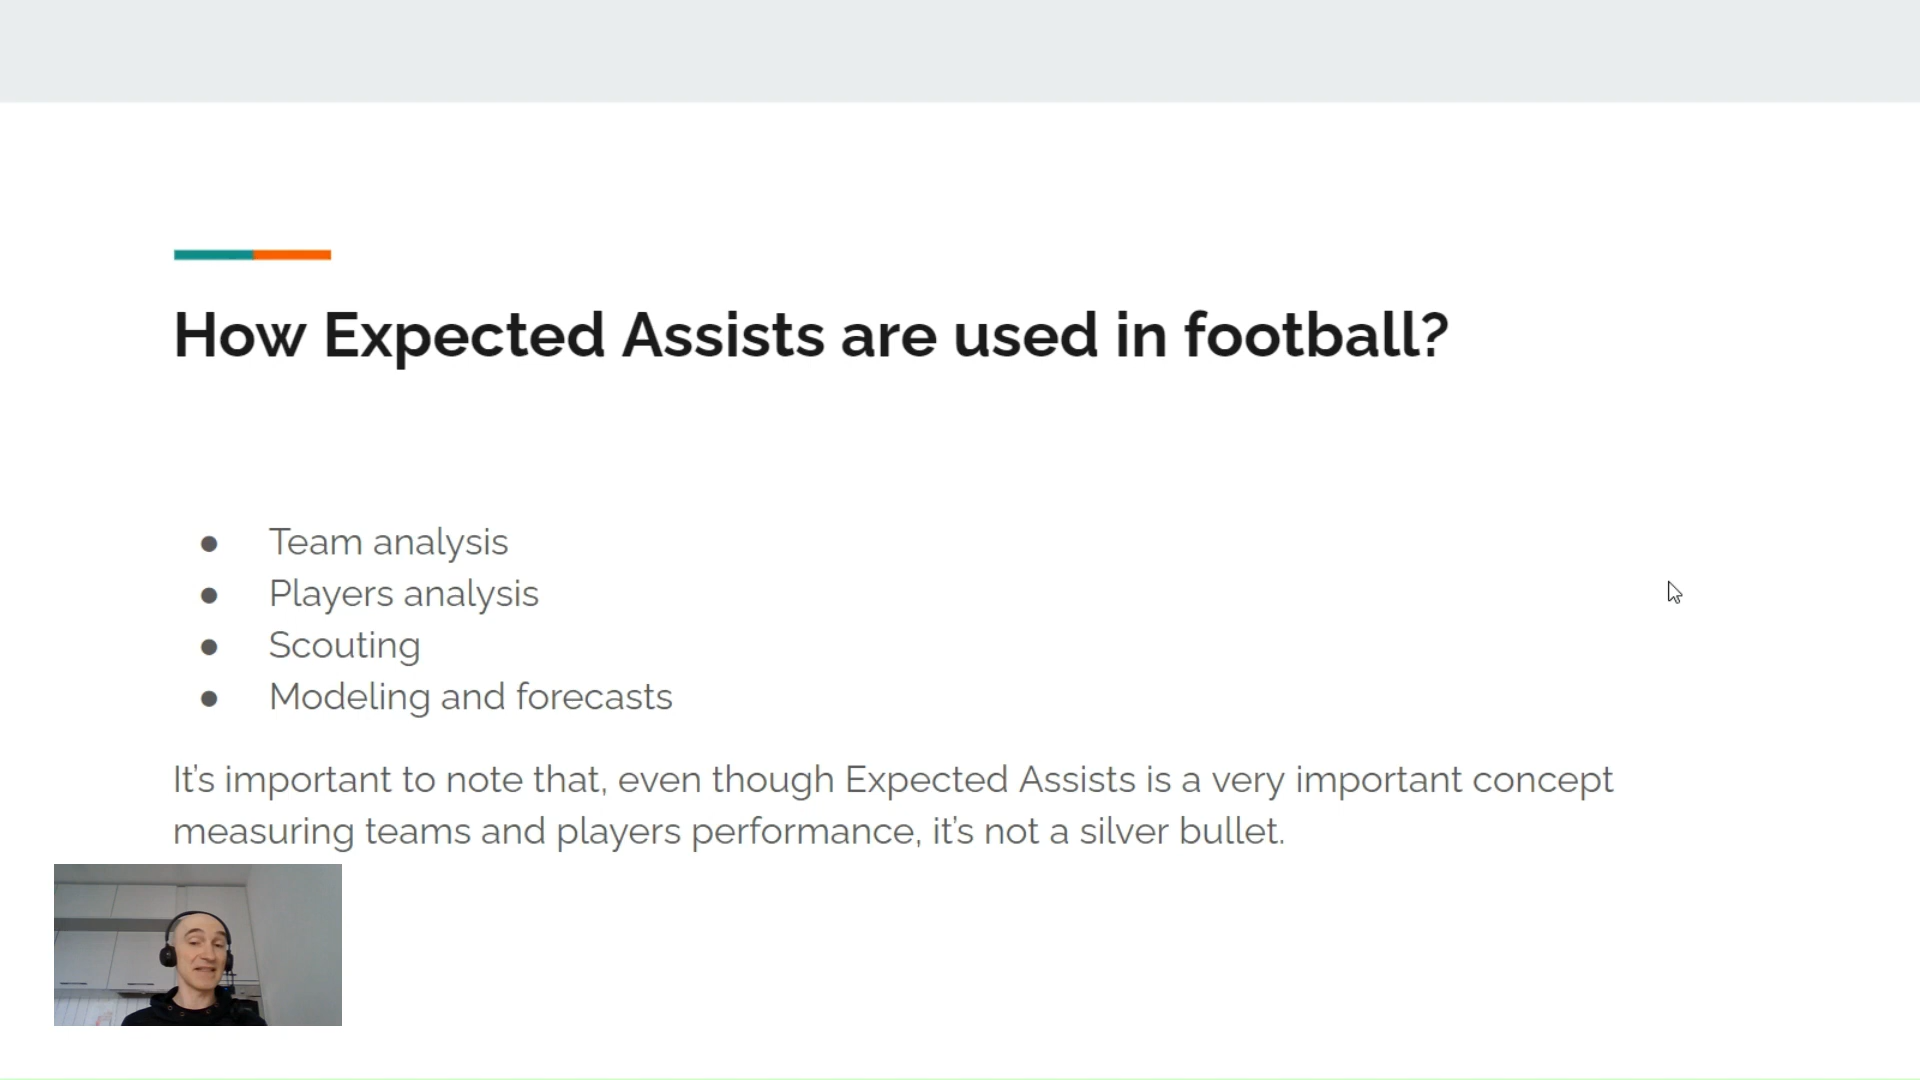 How Expected Assists are used in football?
● Team analysis
● Players analysis
● Scouting
● Modeling and forecasts
It's important to note that, even though Expected Assists is a very important concept
measuring teams and players performance, it's not a silver bullet.